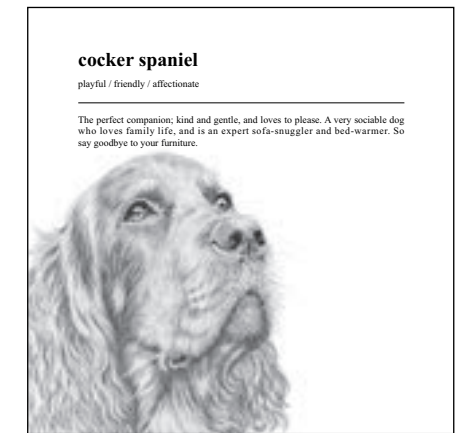 cocker spaniel
playful / friendly / affectionate
The perfect companion; kind and gentle, and loves to please. A very sociable dog
who loves family life, and is an expert sofa-snuggler and bed-warmer. So
say goodbye to your furniture.